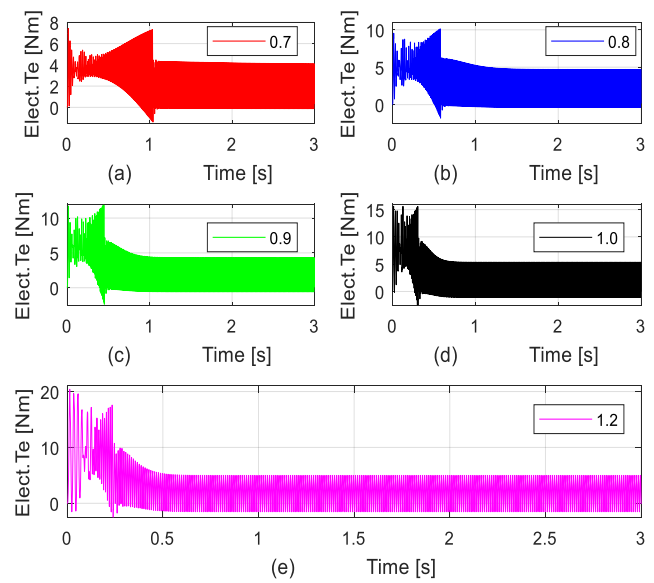 Elect.Te [Nm]
8
6
4
2
0
0.7
0 1 2 3
(a) Time [s]
Elect.Te [Nm]
10
5
0
0.8
0 1 2 3
(b) Time [s]
Elect.Te [Nm]
10
5
0
0.9
0 1 2 3
(c) Time [s]
Elect.Te [Nm]
15
10
5
0
1.0
0 1 2 3
(d) Time [s]
Elect.Te [Nm]
20
10
0
1.2
0 0.5 1 1.5 2 2.5 3
(e) Time [s]